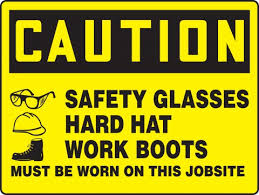 CAUTION
SAFETY GLASSES
HARD HAT
WORK BOOTS
MUST BE WORN ON THIS JOBSITE